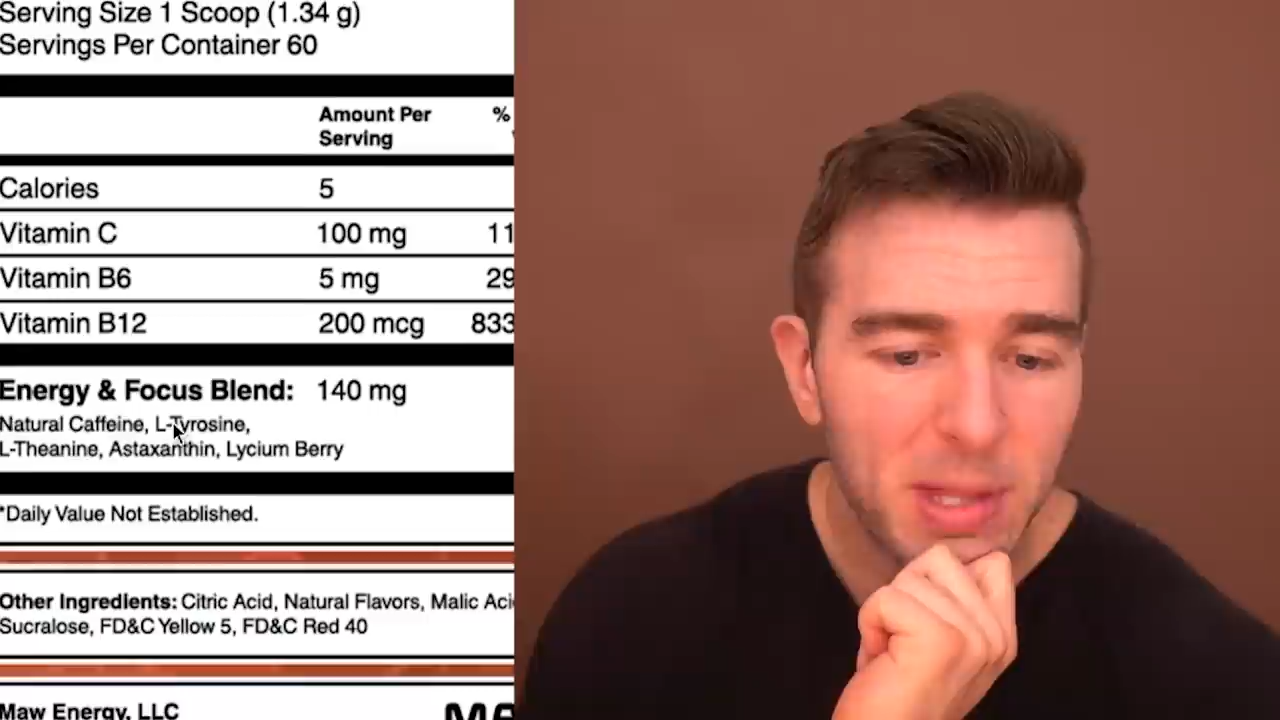 Serving Size 1 Scoop (1.34 g)
Servings Per Container 60
Amount Per Serving %
Calories 5
Vitamin C 100 mg 11
Vitamin B6 5 mg 29
Vitamin B12 200 mcg 833
Energy & Focus Blend: 140 mg
Natural Caffeine, L-Tyrosine,
L-Theanine, Astaxanthin, Lycium Berry
*Daily Value Not Established.
Other Ingredients: Citric Acid, Natural Flavors, Malic Aci
Sucralose, FD&C Yellow 5, FD&C Red 40
Maw Energy, LLC